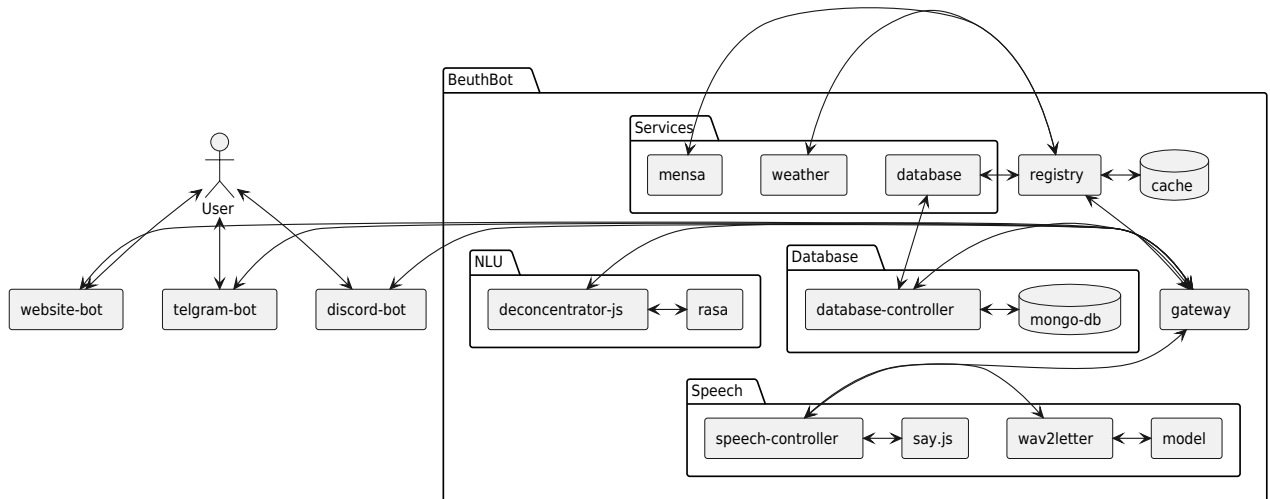 BeuthBot
Services
mensa
weather
database
registry
cache
User
NLU
deconcentrator-js
rasa
Database
database-controller
mongo-db
gateway
website-bot
telgram-bot
discord-bot
Speech
speech-controller
say.js
wav2letter
model